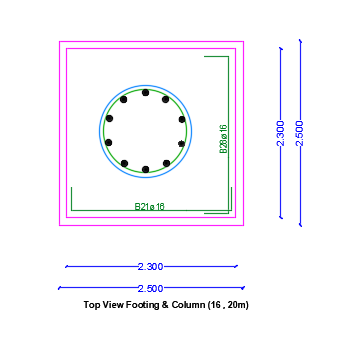 B28ø16
2.300
2.500
B21ø16
2.300
2.500
Top View Footing & Column (16 , 20m)